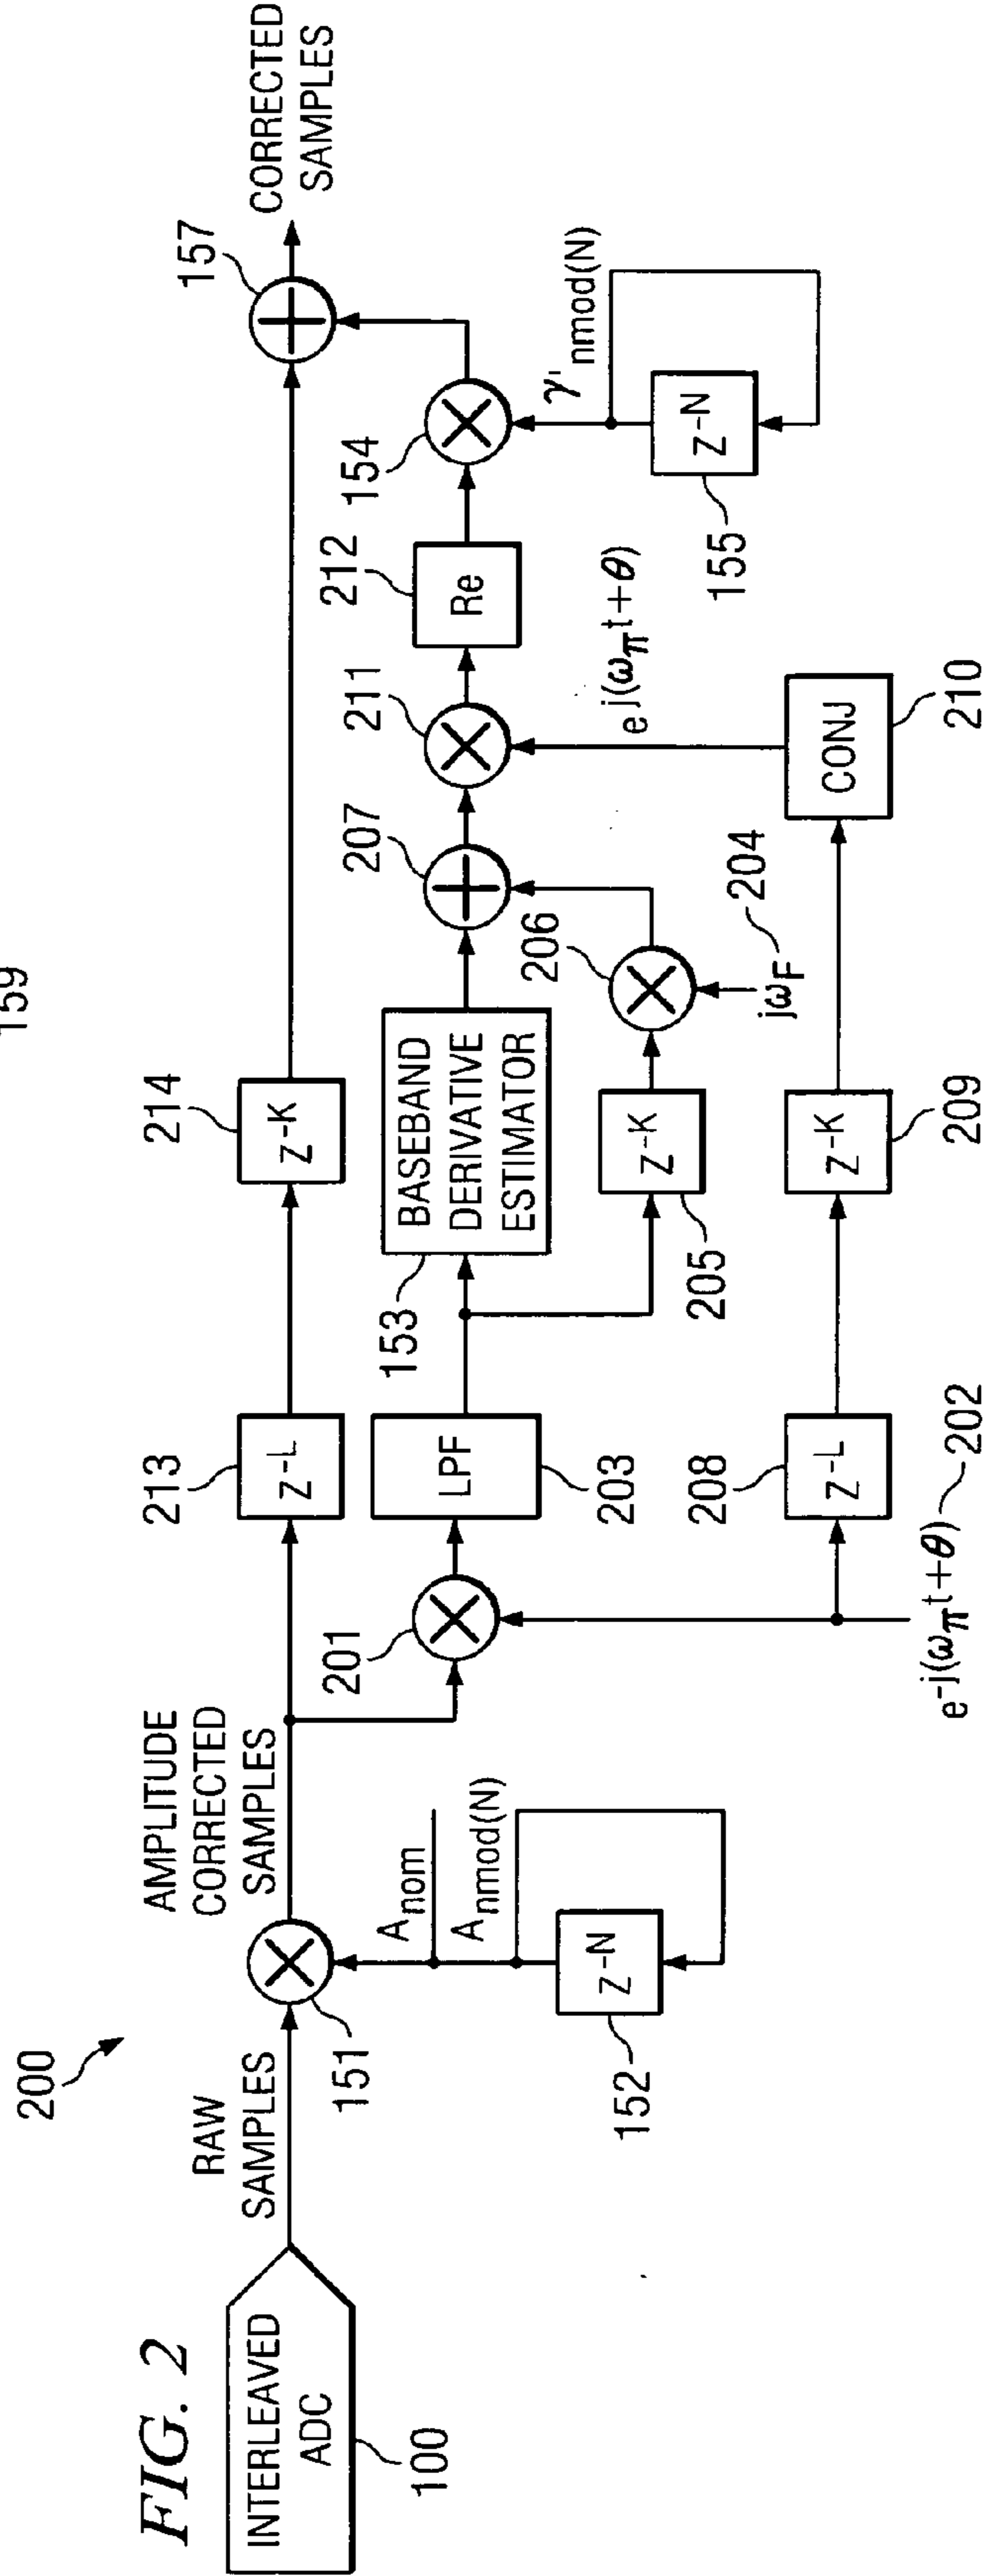 159
FIG. 2
200
INTERLEAVED
ADC
100
RAW
SAMPLES
151
A_nom
A_nmod(N)
z^-N
152
AMPLITUDE
CORRECTED
SAMPLES
201
e^-j(ω_π t+θ)
202
213
z^-L
LPF
203
208
z^-L
214
z^-K
153
BASEBAND
DERIVATIVE
ESTIMATOR
z^-K
205
z^-K
209
206
jω_F
204
207
211
e^j(ω_π t+θ)
CONJ
210
212
Re
154
γ'_nmod(N)
z^-N
155
157
CORRECTED
SAMPLES